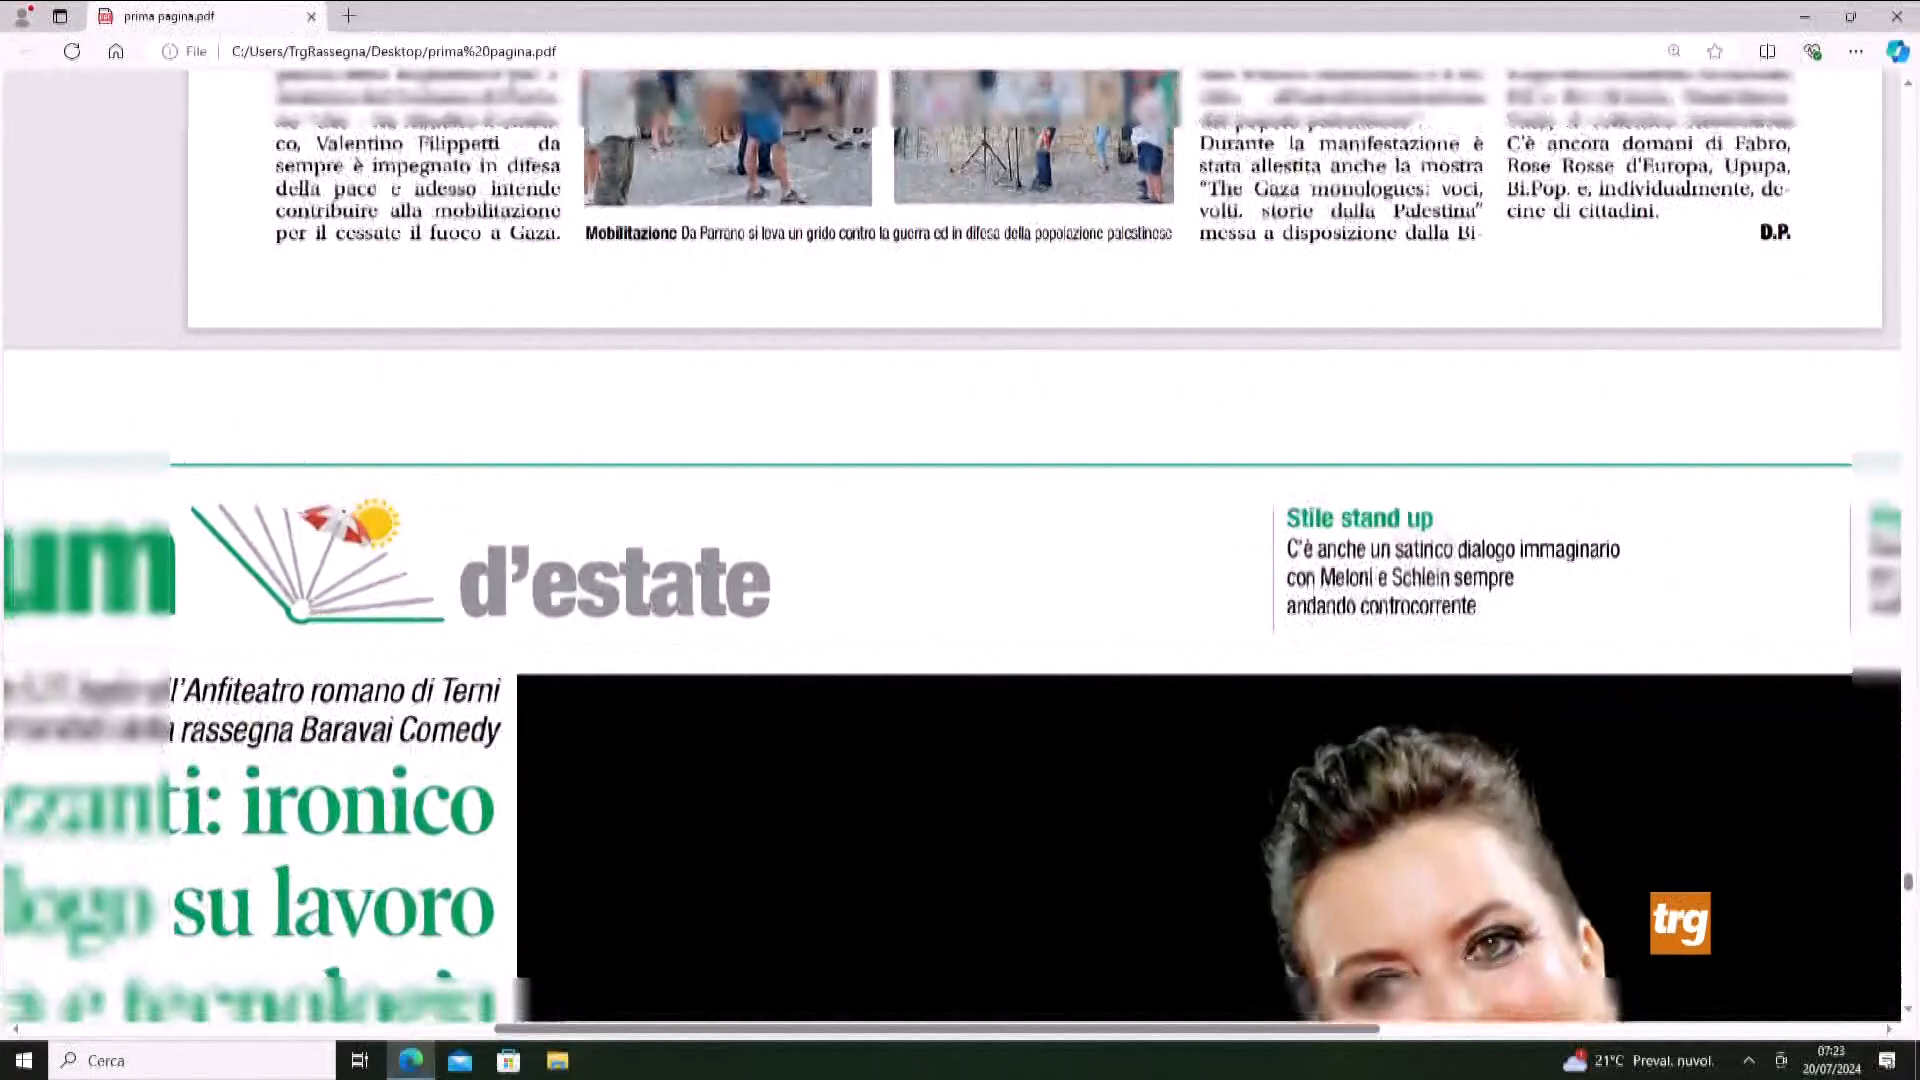 prima pagina.pdf
File
C:/Users/TrgRassegna/Desktop/prima%20pagina.pdf
co, Valentino Filippetti da
sempre è impegnato in difesa
della pace e adesso intende
contribuire alla mobilitazione
per il cessate il fuoco a Gaza.
Mobilitazione Da Parrano si leva un grido contro la guerra ed in difesa della popolazione palestinese
Durante la manifestazione è
stata allestita anche la mostra
"The Gaza monologues: voci,
volti, storie dalla Palestina"
messa a disposizione dalla Bi-
C'è ancora domani di Fabro,
Rose Rosse d'Europa, Upupa,
Bi.Pop. e, individualmente, de-
cine di cittadini.
D.P.
um
d'estate
Stile stand up
C'è anche un satirico dialogo immaginario
con Meloni e Schlein sempre
andando controcorrente
l'Anfiteatro romano di Terni
rassegna Baravai Comedy
zzanti: ironico
logo su lavoro
a e tecnologia
trg
Cerca
21°C Preval. nuvol.
07:23
20/07/2024